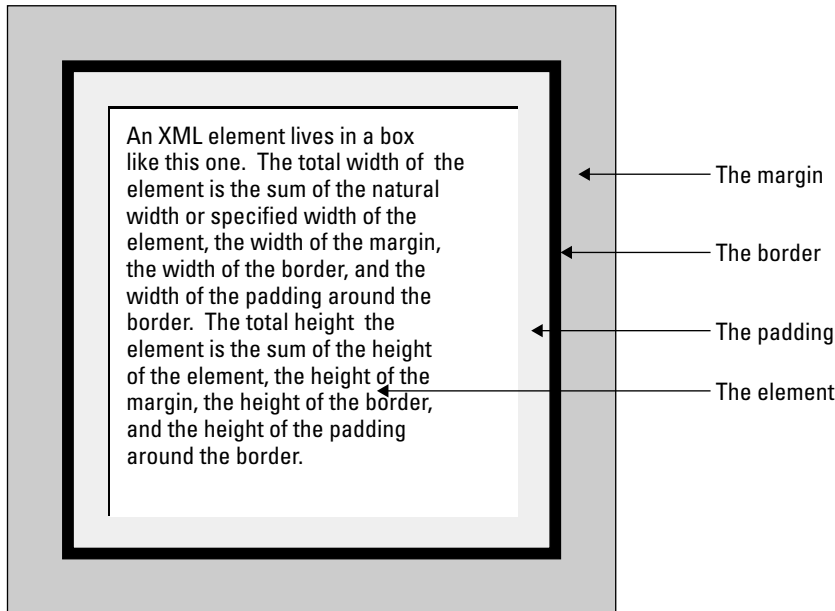 An XML element lives in a box
like this one.  The total width of  the
element is the sum of the natural
width or specified width of the
element, the width of the margin,
the width of the border, and the
width of the padding around the
border.  The total height  the
element is the sum of the height
of the element, the height of the
margin, the height of the border,
and the height of the padding
around the border.
The margin
The border
The padding
The element